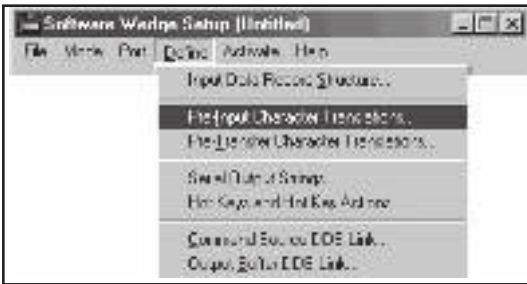 Software Wedge Setup [Untitled]
File Mode Port Define Activate Help
Input Data Record Structure...
Pre-Input Character Translations...
Pre-Transfer Character Translations...
Serial Output Strings
Hot Keys and Hot Key Actions
Command Source DDE Link...
Output Buffer DDE Link...